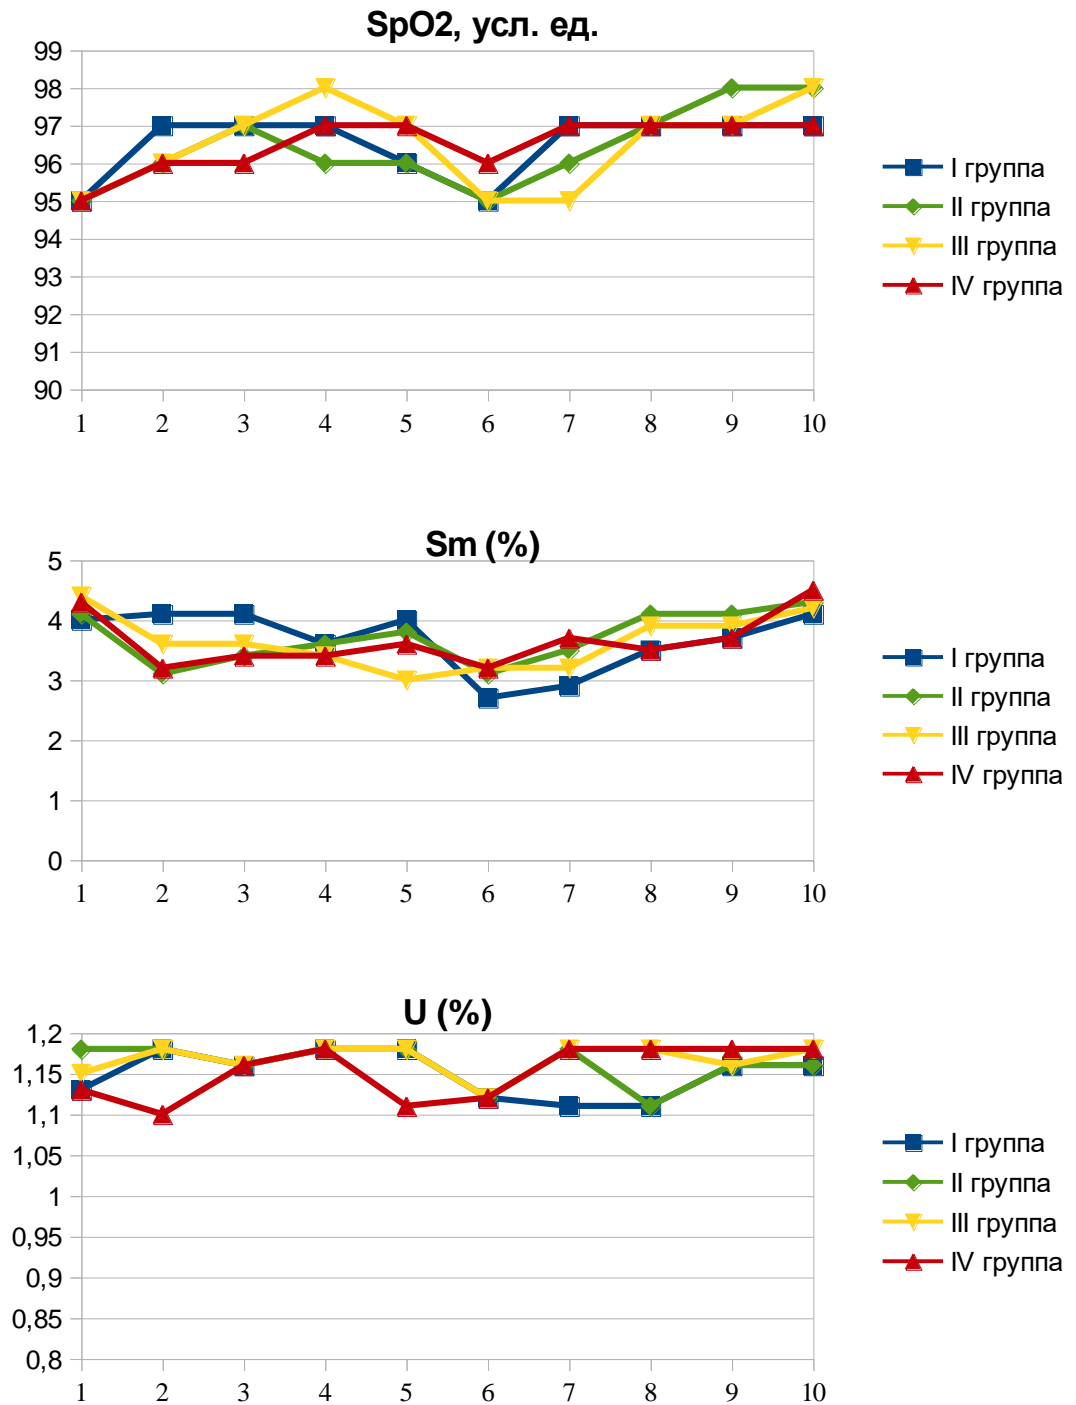 SpO2, усл. ед.
99
98
97
96
95
94
93
92
91
90
1 2 3 4 5 6 7 8 9 10
I группа
II группа
III группа
IV группа
Sm (%)
5
4
3
2
1
0
1 2 3 4 5 6 7 8 9 10
I группа
II группа
III группа
IV группа
U (%)
1,2
1,15
1,1
1,05
1
0,95
0,9
0,85
0,8
1 2 3 4 5 6 7 8 9 10
I группа
II группа
III группа
IV группа